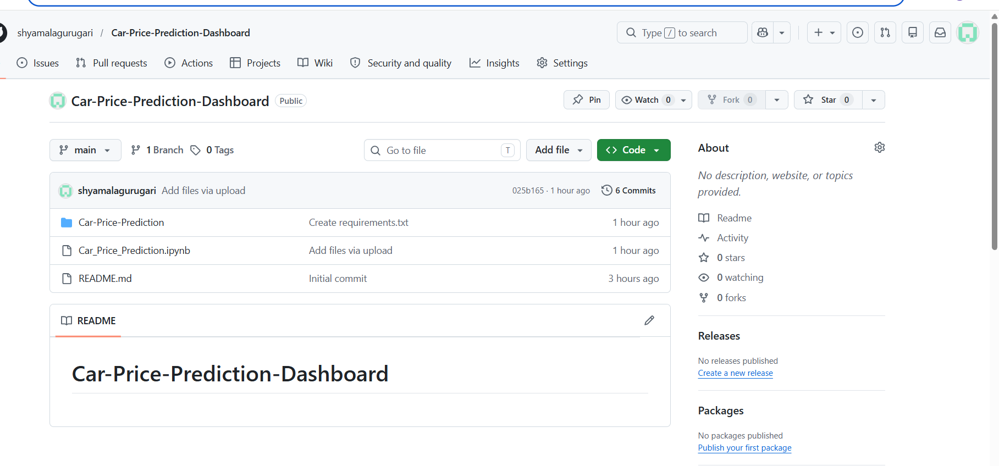 shyamalagurugari / Car-Price-Prediction-Dashboard
Type / to search
Issues Pull requests Actions Projects Wiki Security and quality Insights Settings
Car-Price-Prediction-Dashboard Public
Pin Watch 0 Fork 0 Star 0
main 1 Branch 0 Tags Go to file T Add file Code
shyamalagurugari Add files via upload 025b165 · 1 hour ago 6 Commits
Car-Price-Prediction Create requirements.txt 1 hour ago
Car_Price_Prediction.ipynb Add files via upload 1 hour ago
README.md Initial commit 3 hours ago
README
Car-Price-Prediction-Dashboard
About
No description, website, or topics
provided.
Readme
Activity
0 stars
0 watching
0 forks
Releases
No releases published
Create a new release
Packages
No packages published
Publish your first package